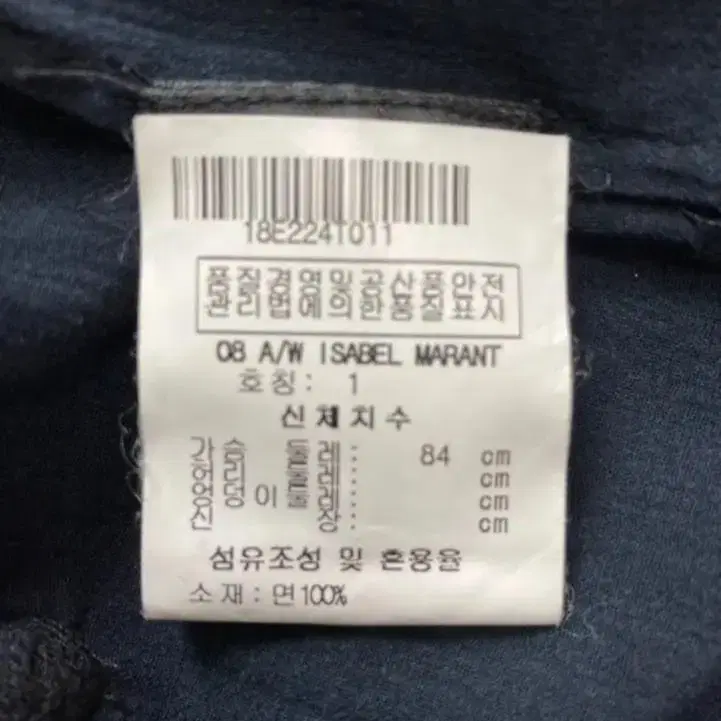 18E224T011
품질경영및공산품안전
관리법에의한품질표시
08 A/W ISABEL MARANT
호칭: 1
신체치수
가슴둘레: 84 cm
허리둘레: cm
엉덩이둘레: cm
신장: cm
섬유조성 및 혼용율
소재: 면100%